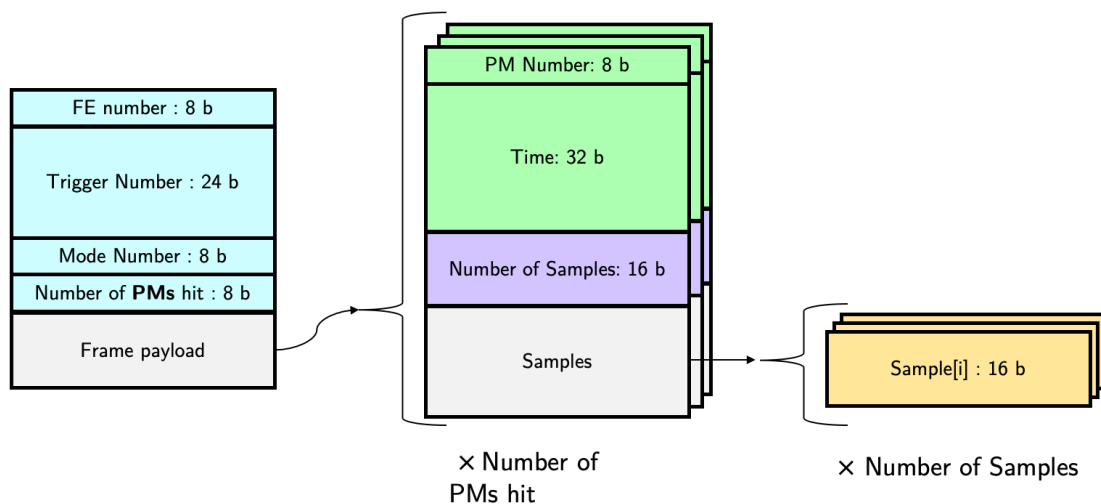 FE number : 8 b
Trigger Number : 24 b
Mode Number : 8 b
Number of PMs hit : 8 b
Frame payload
PM Number: 8 b
Time: 32 b
Number of Samples: 16 b
Samples
× Number of
PMs hit
Sample[i] : 16 b
× Number of Samples